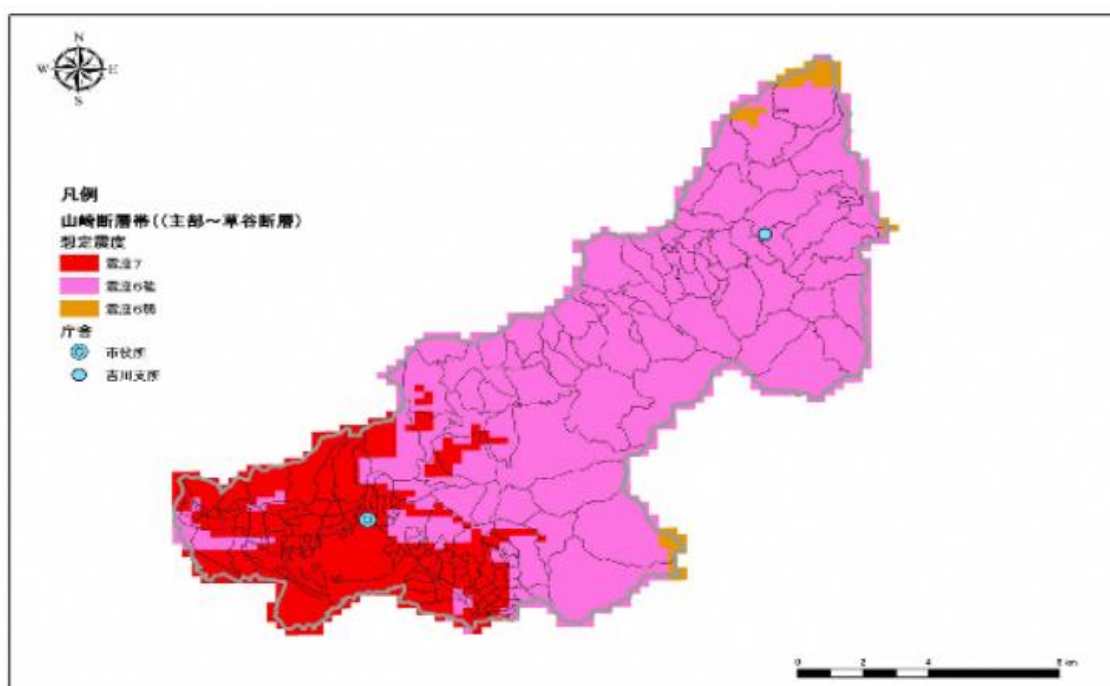 N
W E
S
凡例
山崎断層帯((主部～草谷断層)
想定震度
震度7
震度6強
震度6弱
庁舎
市役所
吉川支所
0 2 4 8 km